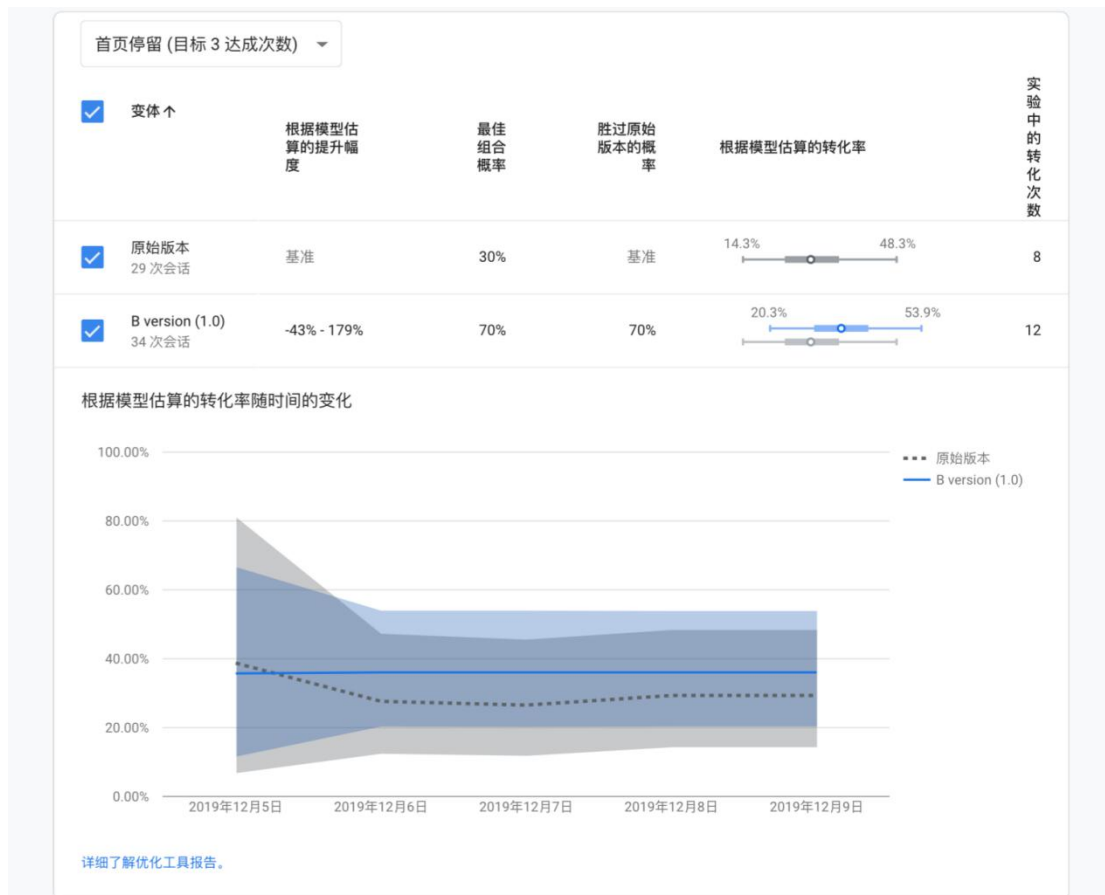 首页停留 (目标 3 达成次数)
变体
根据模型估
算的提升幅
度
最佳
组合
概率
胜过原始
版本的概
率
根据模型估算的转化率
实
验
中
的
转
化
次
数
原始版本
29 次会话
基准
30%
基准
14.3% 48.3%
8
B version (1.0)
34 次会话
-43% - 179%
70%
70%
20.3% 53.9%
12
根据模型估算的转化率随时间的变化
100.00%
80.00%
60.00%
40.00%
20.00%
0.00%
原始版本
B version (1.0)
2019年12月5日 2019年12月6日 2019年12月7日 2019年12月8日 2019年12月9日
详细了解优化工具报告。